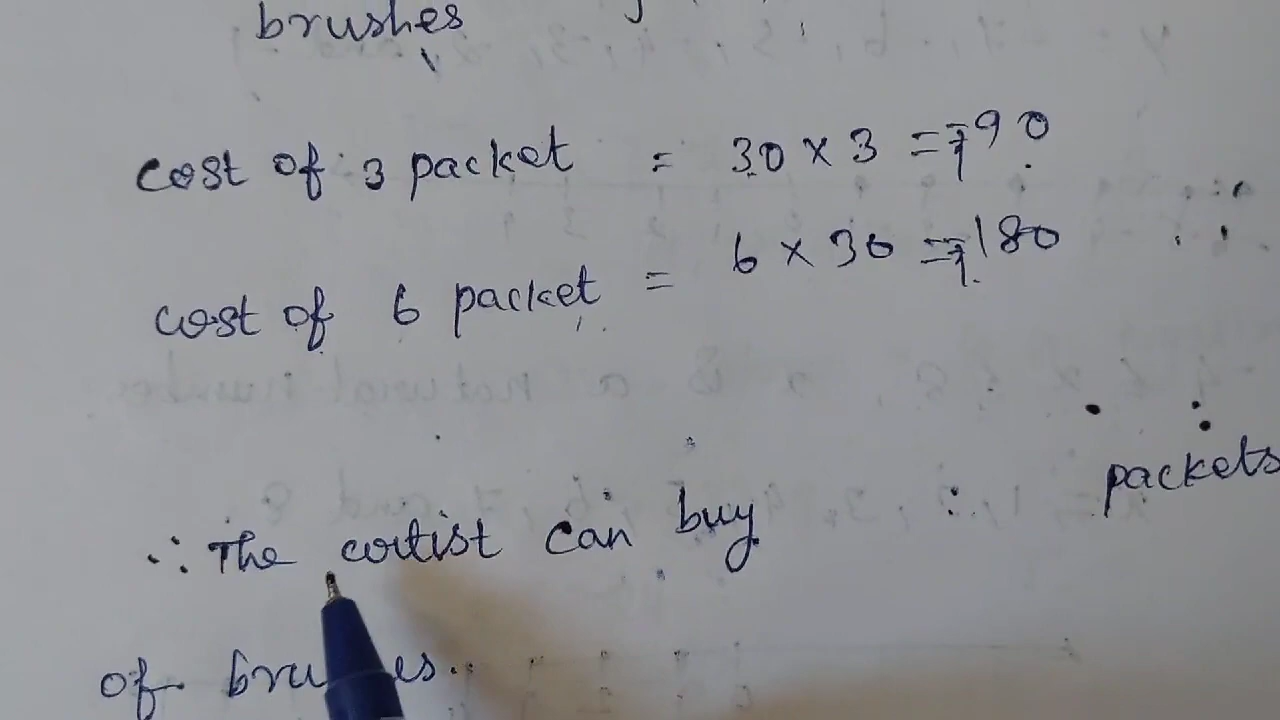 brushes
cost of 3 packet = 30 × 3 = ₹90
cost of 6 packet = 6 × 30 = ₹180
∴ The artist can buy packets
of brushes.